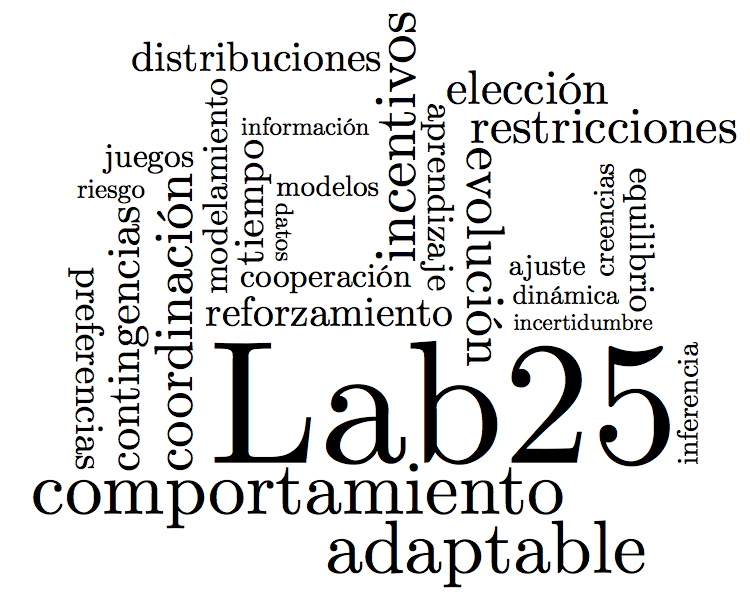 distribuciones
incentivos
elección
restricciones
aprendizaje
modelamiento
información
tiempo
juegos
riesgo
modelos
datos
evolución
creencias
equilibrio
coordinación
contingencias
preferencias
cooperación
ajuste
dinámica
incertidumbre
reforzamiento
Lab25
inferencia
comportamiento
adaptable